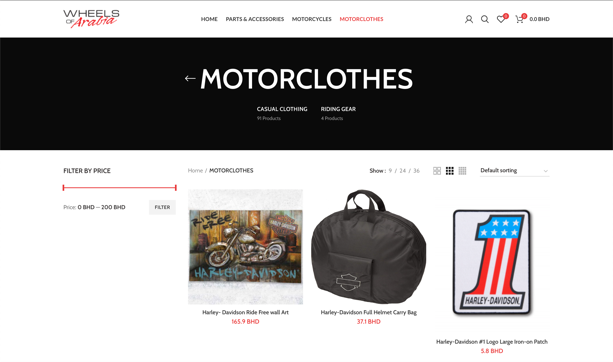 WHEELS
OF Arabia
HOME PARTS & ACCESSORIES MOTORCYCLES MOTORCLOTHES
0 0 0.0 BHD
MOTORCLOTHES
CASUAL CLOTHING RIDING GEAR
91 Products 4 Products
FILTER BY PRICE
Home / MOTORCLOTHES
Show : 9 / 24 / 36
Default sorting
Price: 0 BHD — 200 BHD
FILTER
RIDE FREE
HARLEY-DAVIDSON
HARLEY-DAVIDSON
Harley- Davidson Ride Free wall Art
165.9 BHD
Harley-Davidson Full Helmet Carry Bag
37.1 BHD
Harley-Davidson #1 Logo Large Iron-on Patch
5.8 BHD